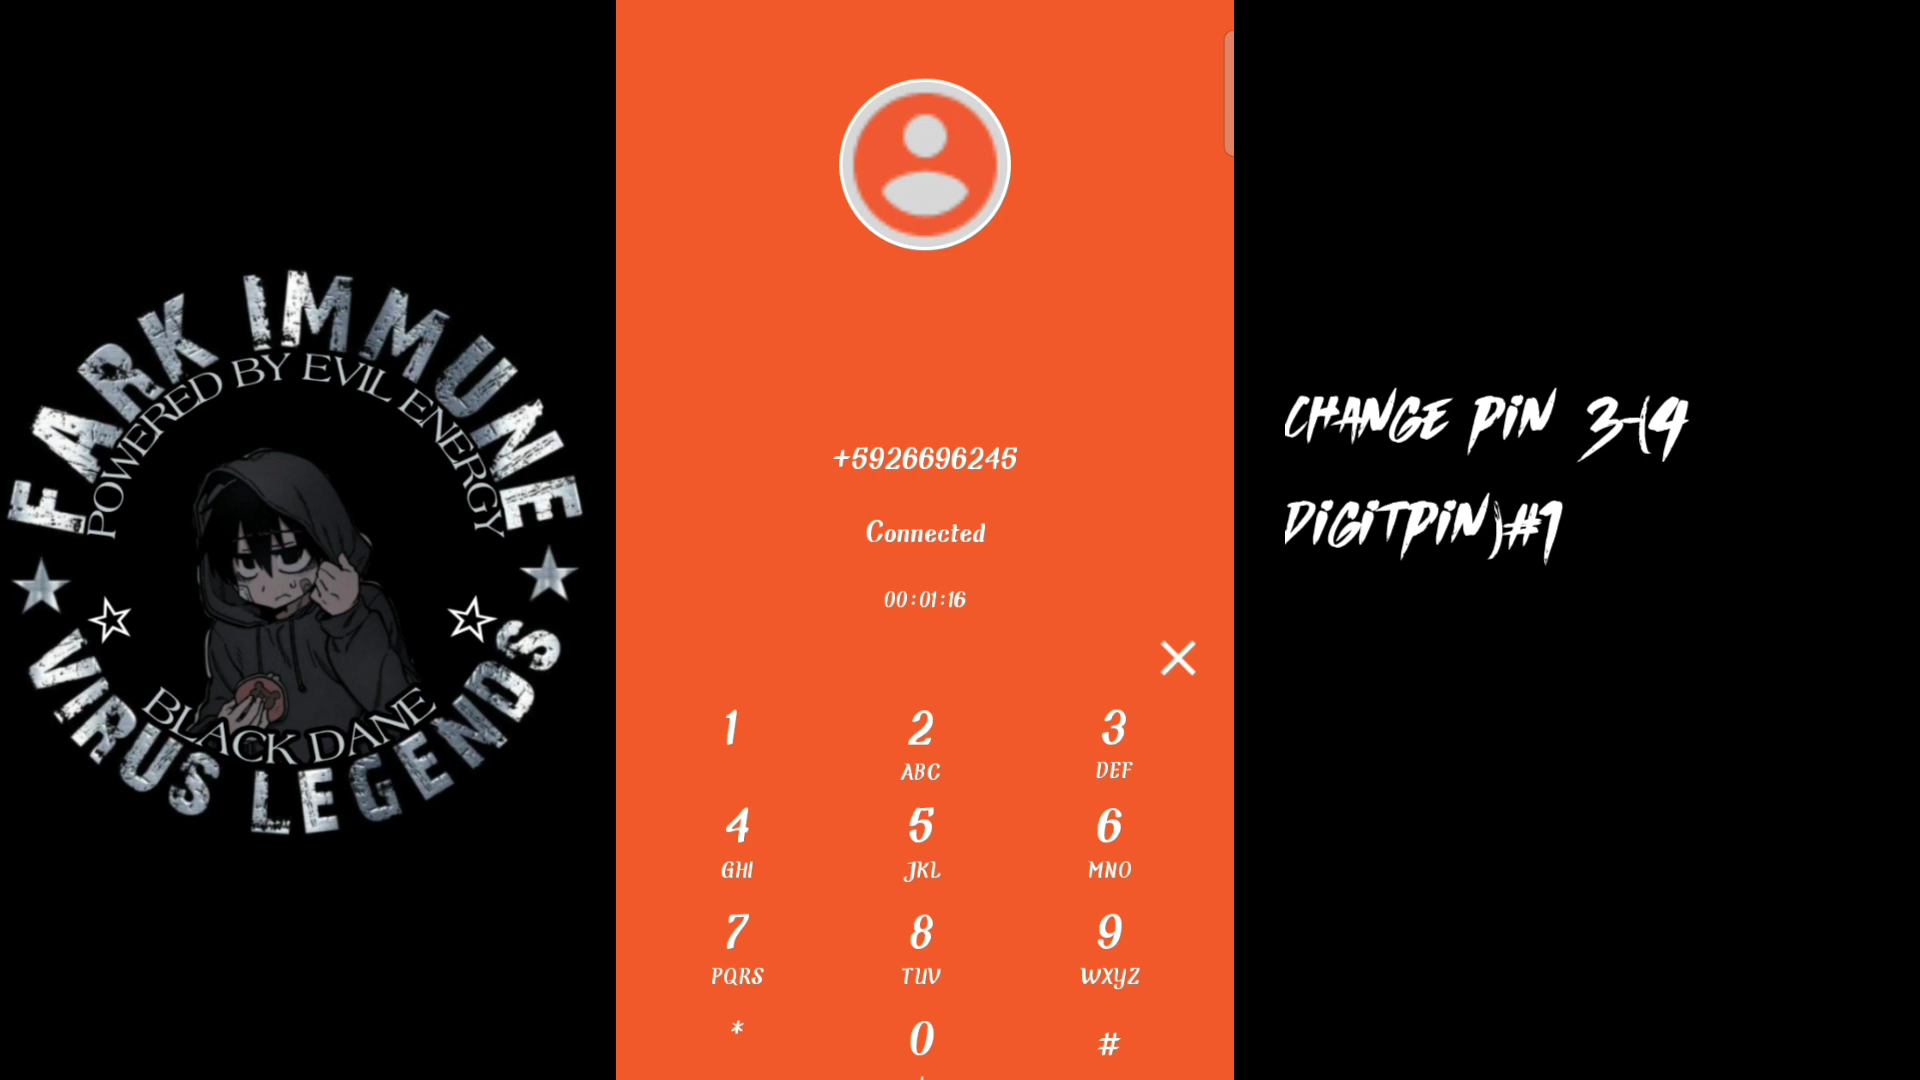 FARK IMMUNE
POWERED BY EVIL ENERGY
BLACK DANE
VIRUS LEGENDS
+5926696245
Connected
00:01:16
1
2
3
ABC
DEF
4
5
6
GHI
JKL
MNO
7
8
9
PQRS
TUV
WXYZ
*
0
#
CHANGE PIN 3-(4
DIGITPIN)#1